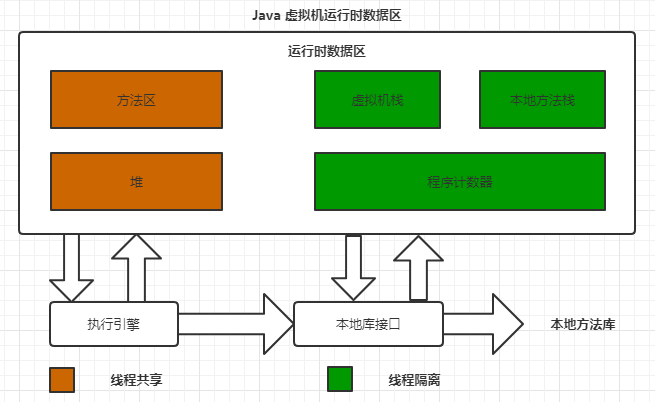 Java 虚拟机运行时数据区
运行时数据区
方法区
虚拟机栈
本地方法栈
堆
程序计数器
执行引擎
本地库接口
本地方法库
线程共享
线程隔离